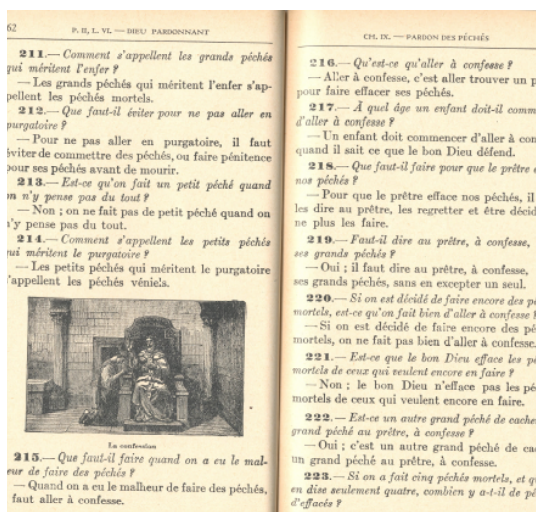 62 P. II, L. VI. — DIEU PARDONNANT
211.— Comment s'appellent les grands péchés
qui méritent l'enfer ?
— Les grands péchés qui méritent l'enfer s'ap-
pellent les péchés mortels.
212.— Que faut-il éviter pour ne pas aller en
purgatoire ?
— Pour ne pas aller en purgatoire, il faut
éviter de commettre des péchés, ou faire pénitence
pour ses péchés avant de mourir.
213.— Est-ce qu'on fait un petit péché quand
on n'y pense pas du tout ?
— Non ; on ne fait pas de petit péché quand on
n'y pense pas du tout.
214.— Comment s'appellent les petits péchés
qui méritent le purgatoire ?
— Les petits péchés qui méritent le purgatoire
s'appellent les péchés véniels.
La confession
215.— Que faut-il faire quand on a eu le mal-
heur de faire des péchés ?
— Quand on a eu le malheur de faire des péchés,
faut aller à confesse.
CH. IX. — PARDON DES PÉCHÉS
216.— Qu'est-ce qu'aller à confesse ?
— Aller à confesse, c'est aller trouver un p
pour faire effacer ses péchés.
217.— À quel âge un enfant doit-il comm
d'aller à confesse ?
— Un enfant doit commencer d'aller à con
quand il sait ce que le bon Dieu défend.
218.— Que faut-il faire pour que le prêtre e
nos péchés ?
— Pour que le prêtre efface nos péchés, il
les dire au prêtre, les regretter et être décid
ne plus les faire.
219.— Faut-il dire au prêtre, à confesse,
ses grands péchés ?
— Oui ; il faut dire au prêtre, à confesse,
ses grands péchés, sans en excepter un seul.
220.— Si on est décidé de faire encore des pé
mortels, est-ce qu'on fait bien d'aller à confesse ?
— Si on est décidé de faire encore des pé
mortels, on ne fait pas bien d'aller à confesse.
221.— Est-ce que le bon Dieu efface les pé
mortels de ceux qui veulent encore en faire ?
— Non ; le bon Dieu n'efface pas les pé
mortels de ceux qui veulent encore en faire.
222.— Est-ce un autre grand péché de cache
grand péché au prêtre, à confesse ?
— Oui ; c'est un autre grand péché de cac
un grand péché au prêtre, à confesse.
223.— Si on a fait cinq péchés mortels, et q
en dise seulement quatre, combien y a-t-il de pé
d'effacés ?